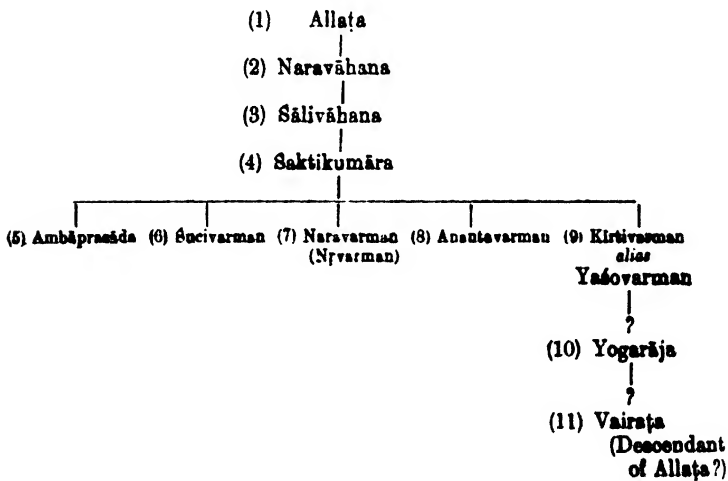 (1) Allaṭa
(2) Naravāhana
(3) Śālivāhana
(4) Śaktikumāra
(5) Ambāprasāda (6) Śucivarman (7) Naravarman (8) Anantavarman (9) Kīrtivarman
(Nṛvarman) alias
Yaśovarman
?
(10) Yogarāja
?
(11) Vairaṭa
(Descendant
of Allaṭa?)